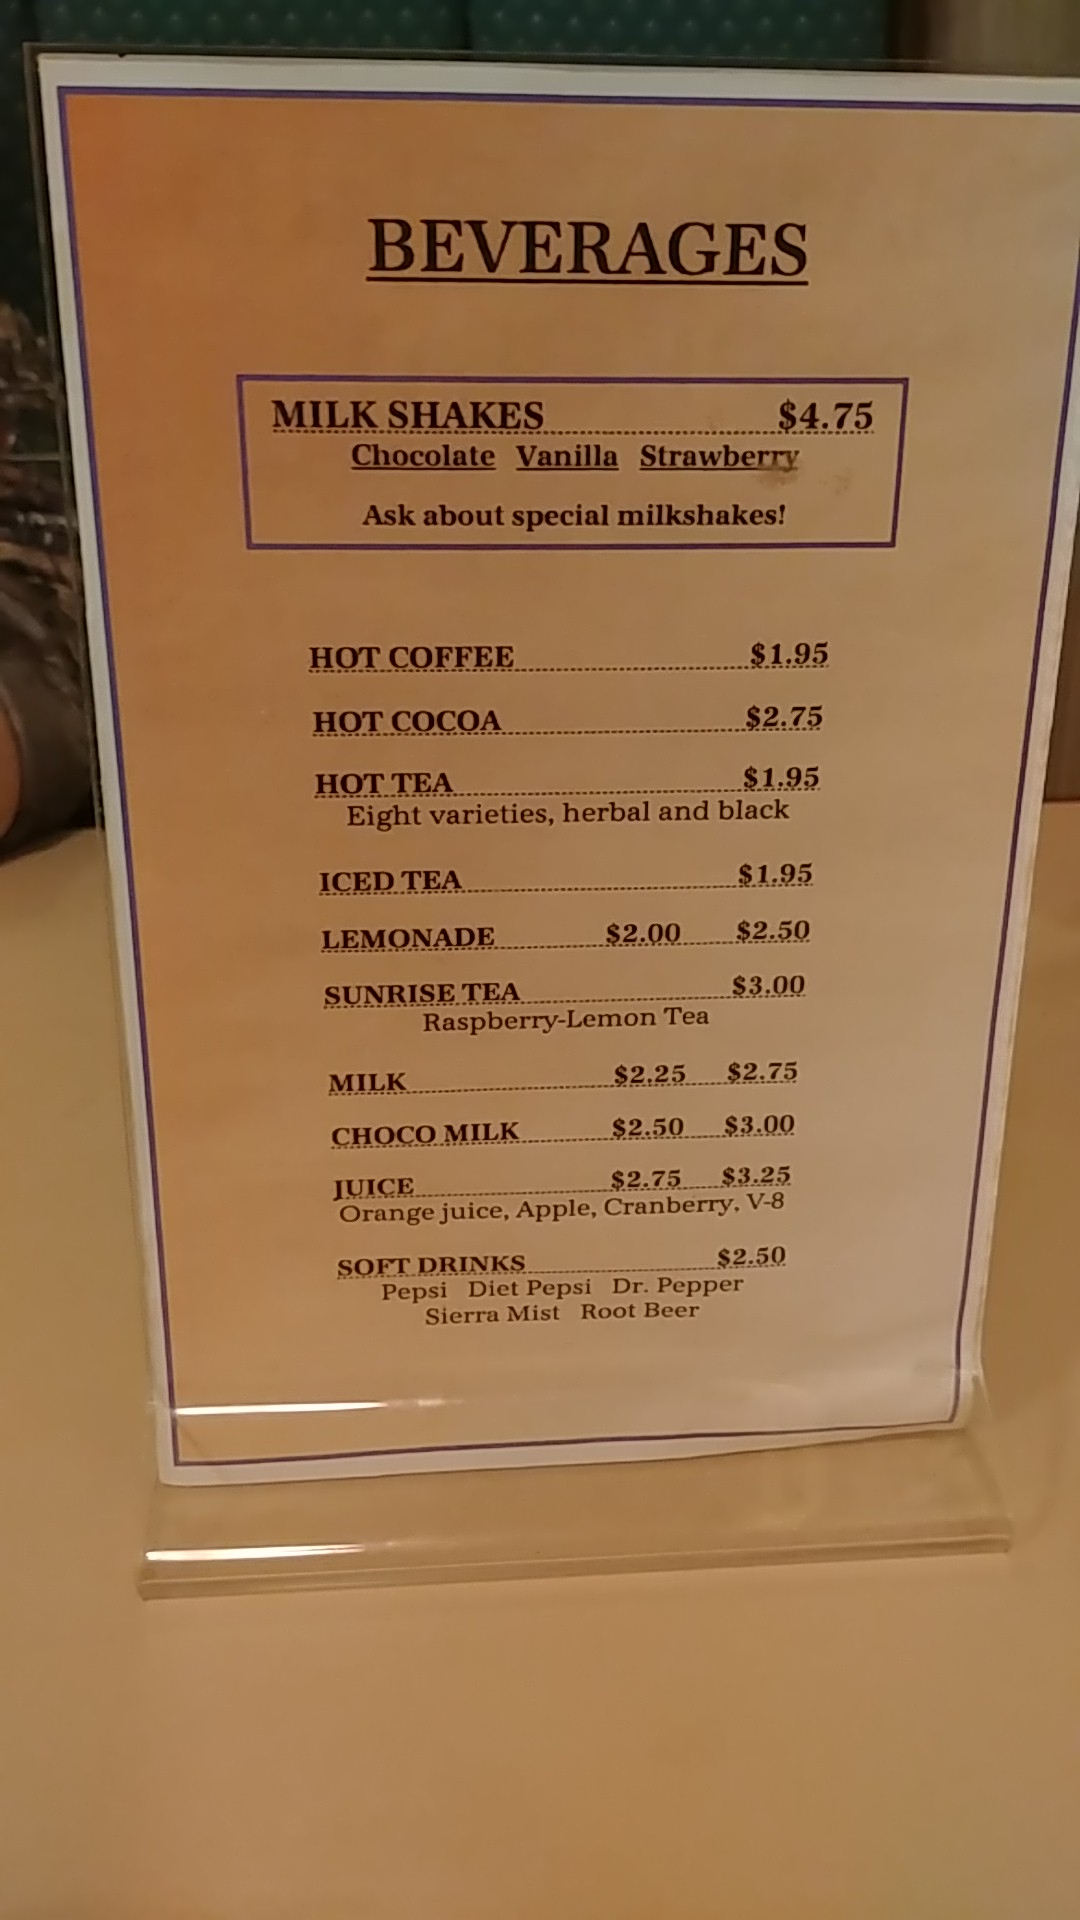 BEVERAGES
MILK SHAKES $4.75
Chocolate Vanilla Strawberry
Ask about special milkshakes!
HOT COFFEE $1.95
HOT COCOA $2.75
HOT TEA $1.95
Eight varieties, herbal and black
ICED TEA $1.95
LEMONADE $2.00 $2.50
SUNRISE TEA $3.00
Raspberry-Lemon Tea
MILK $2.25 $2.75
CHOCO MILK $2.50 $3.00
JUICE $2.75 $3.25
Orange juice, Apple, Cranberry, V-8
SOFT DRINKS $2.50
Pepsi Diet Pepsi Dr. Pepper
Sierra Mist Root Beer